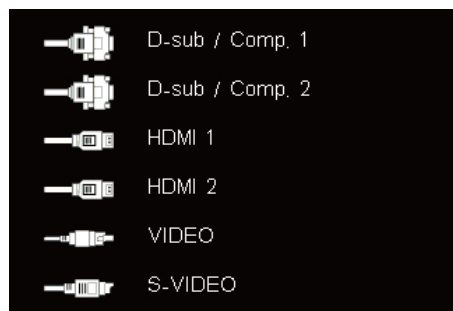 D-sub / Comp. 1
D-sub / Comp. 2
HDMI 1
HDMI 2
VIDEO
S-VIDEO